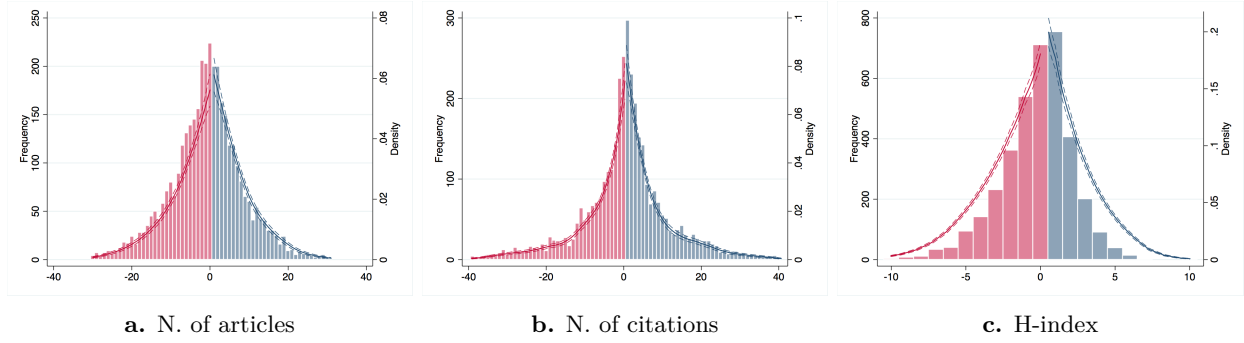 250
200
150
100
50
0
Frequency
.08
.06
.04
.02
0
Density
-40 -20 0 20 40
a. N. of articles
300
200
100
0
Frequency
.1
.08
.06
.04
.02
0
Density
-40 -20 0 20 40
b. N. of citations
800
600
400
200
0
Frequency
.2
.15
.1
.05
0
Density
-10 -5 0 5 10
c. H-index